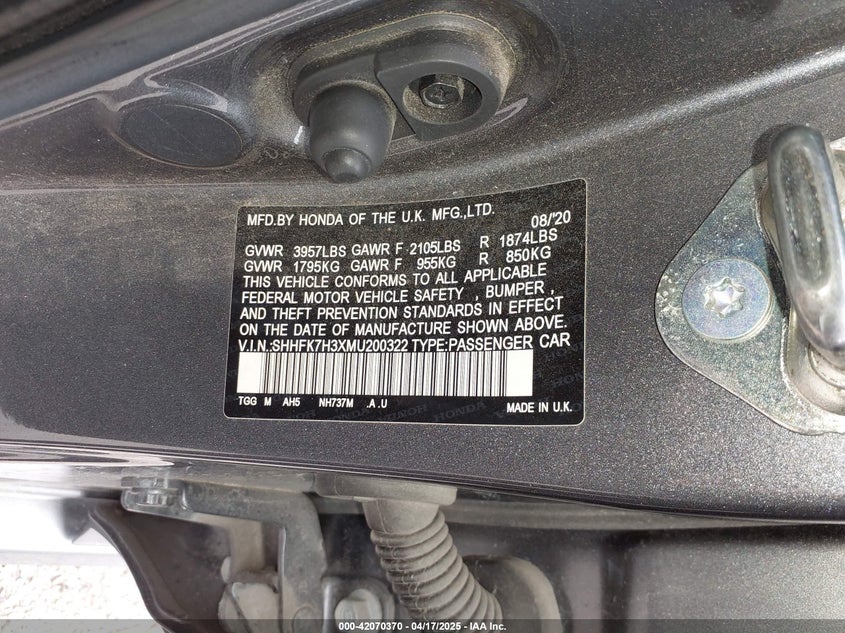 MFD.BY HONDA OF THE U.K. MFG.,LTD. 08/'20
GVWR 3957LBS GAWR F 2105LBS R 1874LBS
GVWR 1795KG GAWR F 955KG R 850KG
THIS VEHICLE CONFORMS TO ALL APPLICABLE
FEDERAL MOTOR VEHICLE SAFETY , BUMPER ,
AND THEFT PREVENTION STANDARDS IN EFFECT
ON THE DATE OF MANUFACTURE SHOWN ABOVE.
V.I.N.:SHHFK7H3XMU200322 TYPE:PASSENGER CAR
TGG M AH5 NH737M .A .U
MADE IN U.K.
000-42070370 - 04/17/2025 - IAA Inc.